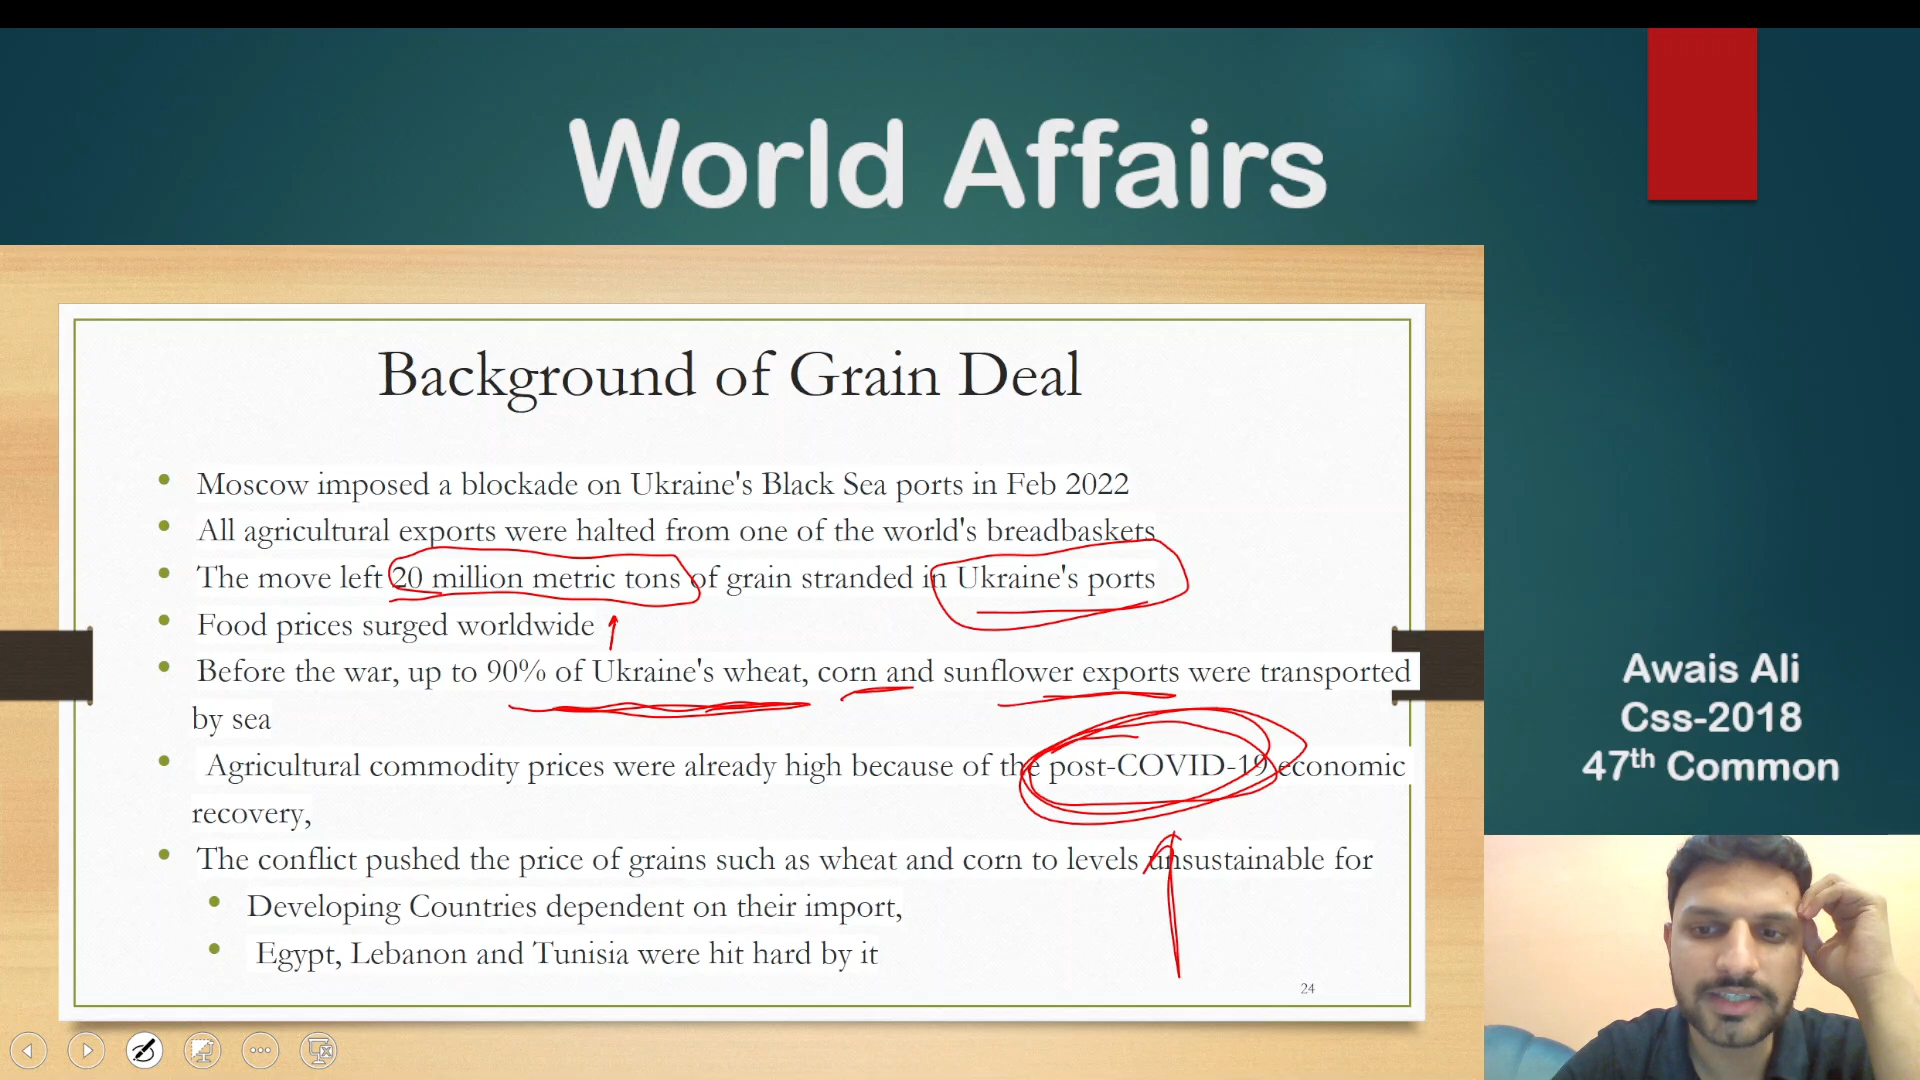 World Affairs
Background of Grain Deal
• Moscow imposed a blockade on Ukraine's Black Sea ports in Feb 2022
• All agricultural exports were halted from one of the world's breadbaskets
• The move left 20 million metric tons of grain stranded in Ukraine's ports
• Food prices surged worldwide
• Before the war, up to 90% of Ukraine's wheat, corn and sunflower exports were transported
by sea
• Agricultural commodity prices were already high because of the post-COVID-19 economic
recovery,
• The conflict pushed the price of grains such as wheat and corn to levels unsustainable for
• Developing Countries dependent on their import,
• Egypt, Lebanon and Tunisia were hit hard by it
24
Awais Ali
Css-2018
47th Common